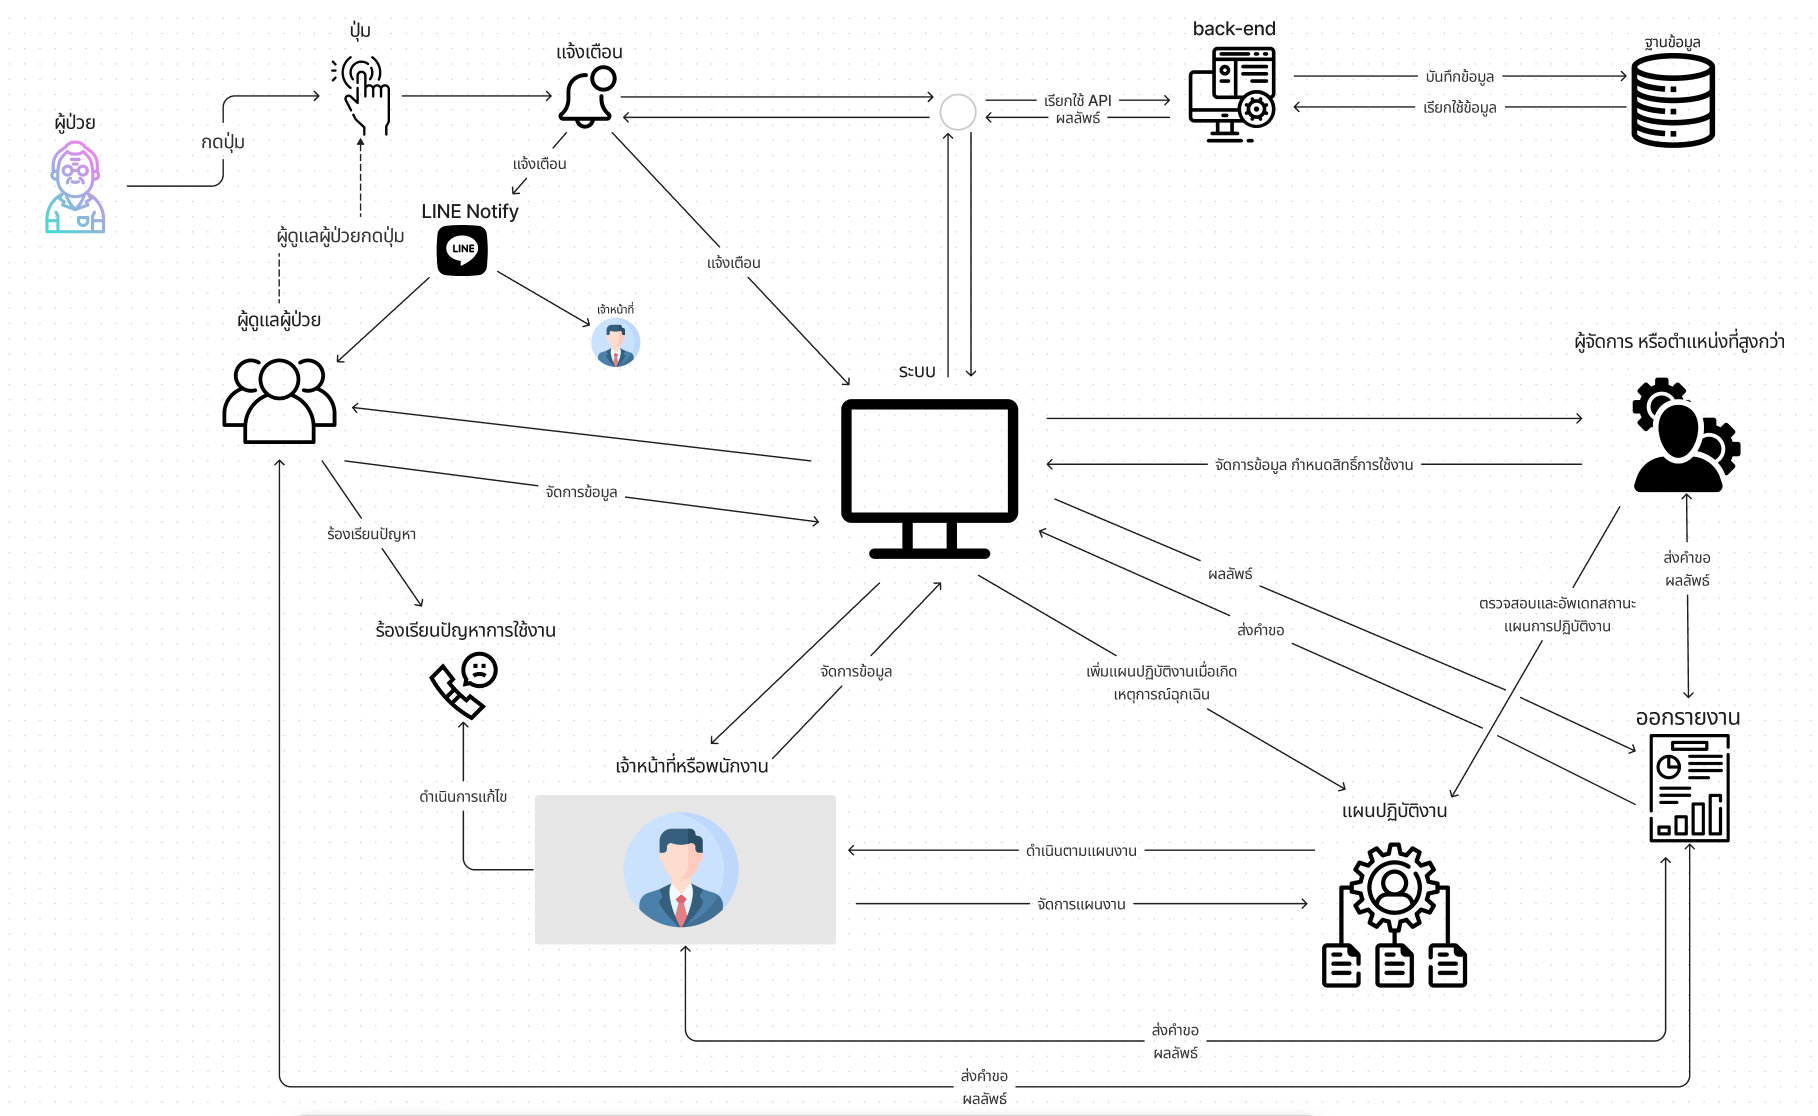 ปุ่ม
back-end
ฐานข้อมูล
แจ้งเตือน
บันทึกข้อมูล
เรียกใช้ API
เรียกใช้ข้อมูล
ผลลัพธ์
ผู้ป่วย
กดปุ่ม
แจ้งเตือน
LINE Notify
ผู้ดูแลผู้ป่วยกดปุ่ม
LINE
แจ้งเตือน
เจ้าหน้าที่
ผู้ดูแลผู้ป่วย
ผู้จัดการ หรือตำแหน่งที่สูงกว่า
ระบบ
จัดการข้อมูล กำหนดสิทธิ์การใช้งาน
จัดการข้อมูล
ร้องเรียนปัญหา
ส่งคำขอ
ผลลัพธ์
ผลลัพธ์
ตรวจสอบและอัพเดทสถานะ
แผนการปฏิบัติงาน
ร้องเรียนปัญหาการใช้งาน
ส่งคำขอ
จัดการข้อมูล
เพิ่มแผนปฏิบัติงานเมื่อเกิด
เหตุการณ์ฉุกเฉิน
ออกรายงาน
เจ้าหน้าที่หรือพนักงาน
ดำเนินการแก้ไข
แผนปฏิบัติงาน
ดำเนินตามแผนงาน
จัดการแผนงาน
ส่งคำขอ
ผลลัพธ์
ส่งคำขอ
ผลลัพธ์